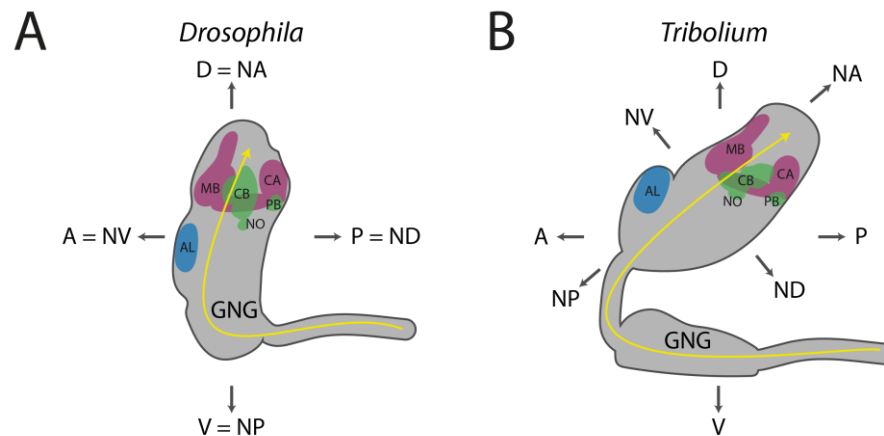 A
Drosophila
D = NA
MB
CB
CA
PB
NO
AL
A = NV
P = ND
GNG
V = NP
B
Tribolium
D
NA
NV
MB
CB
CA
NO
PB
AL
A
P
NP
ND
GNG
V